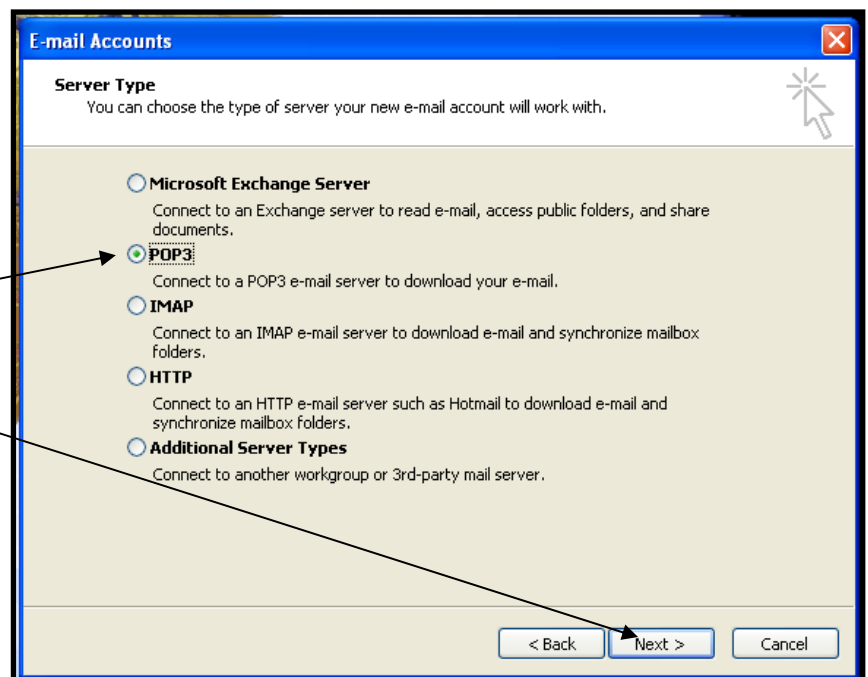 E-mail Accounts
Server Type
You can choose the type of server your new e-mail account will work with.
Microsoft Exchange Server
Connect to an Exchange server to read e-mail, access public folders, and share
documents.
POP3
Connect to a POP3 e-mail server to download your e-mail.
IMAP
Connect to an IMAP e-mail server to download e-mail and synchronize mailbox
folders.
HTTP
Connect to an HTTP e-mail server such as Hotmail to download e-mail and
synchronize mailbox folders.
Additional Server Types
Connect to another workgroup or 3rd-party mail server.
< Back Next > Cancel